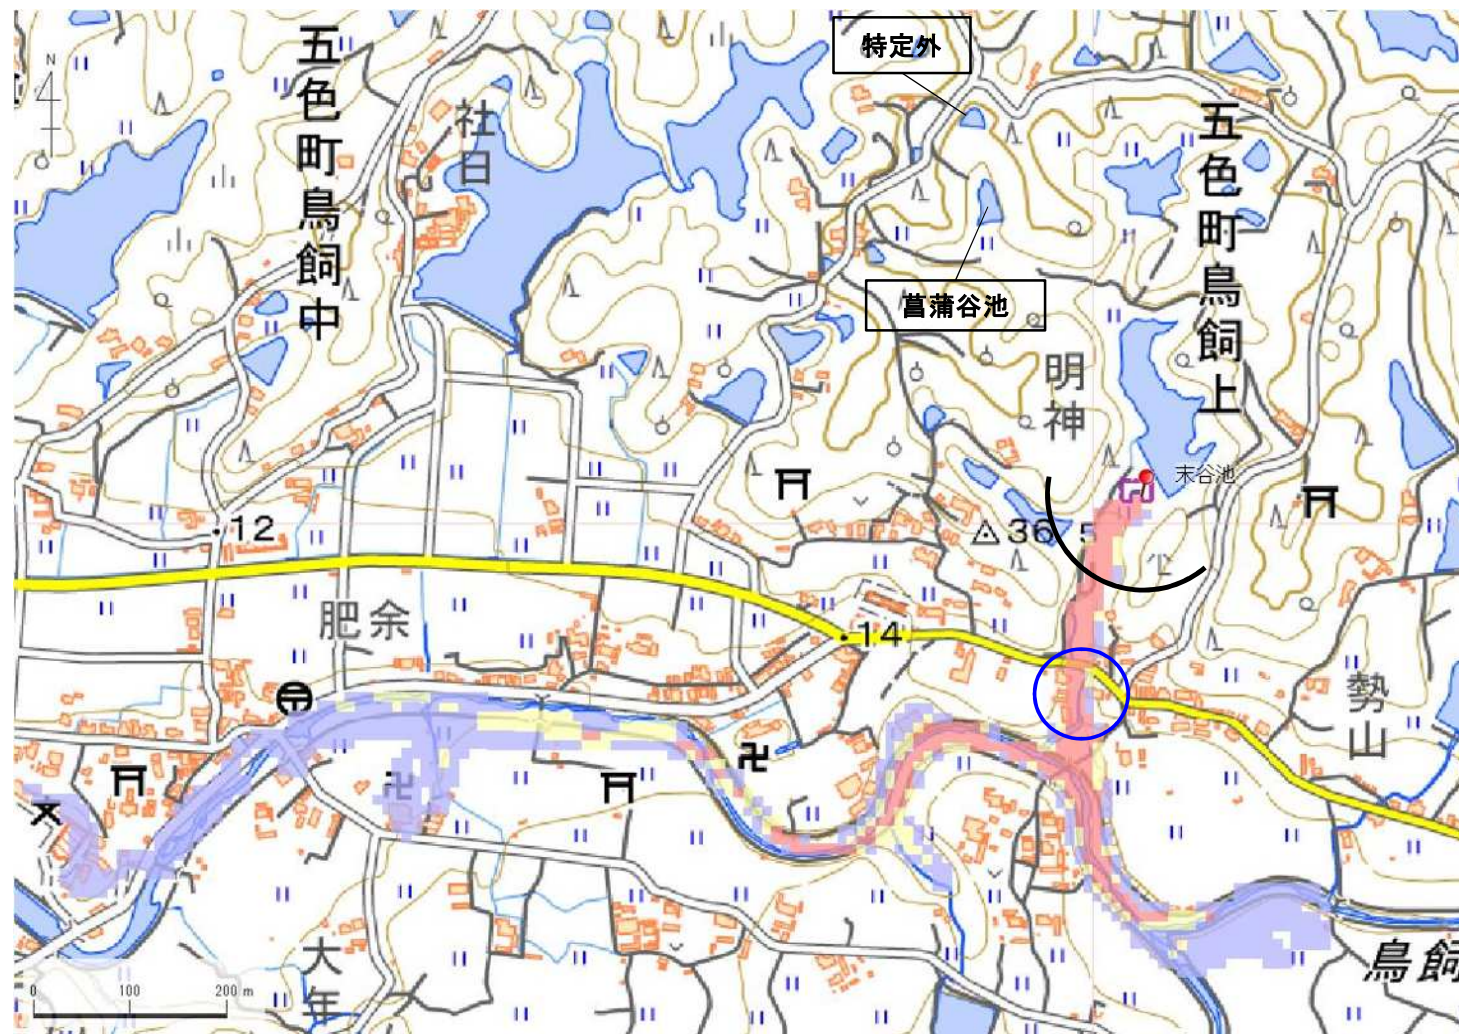 特定外
五色町鳥飼中
社日
五色町鳥飼上
N
菖蒲谷池
明神
末谷池
36.5
12
14
肥余
勢山
鳥飼
大年
0 100 200 m